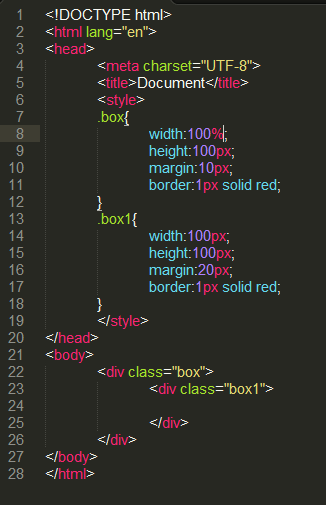 1 <!DOCTYPE html>
2 <html lang="en">
3 <head>
4 <meta charset="UTF-8">
5 <title>Document</title>
6 <style>
7 .box{
8 width:100%;
9 height:100px;
10 margin:10px;
11 border:1px solid red;
12 }
13 .box1{
14 width:100px;
15 height:100px;
16 margin:20px;
17 border:1px solid red;
18 }
19 </style>
20 </head>
21 <body>
22 <div class="box">
23 <div class="box1">
24
25 </div>
26 </div>
27 </body>
28 </html>